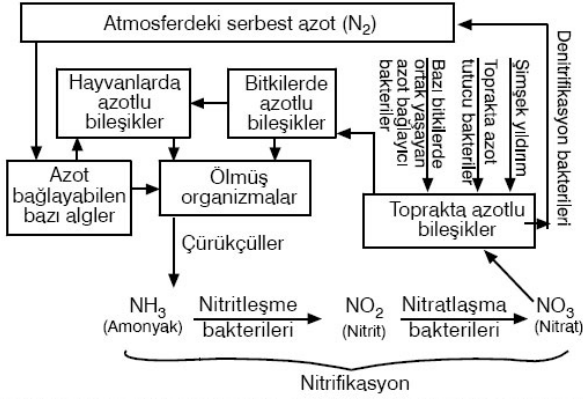 Atmosferdeki serbest azot (N₂)
Hayvanlarda
azotlu
bileşikler
Bitkilerde
azotlu
bileşikler
Bazı bitkilerde
ortak yaşayan
azot bağlayıcı
bakteriler
Toprakta azot
tutucu bakteriler
Şimşek yıldırım
Denitrifikasyon bakterileri
Azot
bağlayabilen
bazı algler
Ölmüş
organizmalar
Toprakta azotlu
bileşikler
Çürükçüller
NH₃
(Amonyak)
Nitritleşme
bakterileri
NO₂
(Nitrit)
Nitratlaşma
bakterileri
NO₃
(Nitrat)
Nitrifikasyon